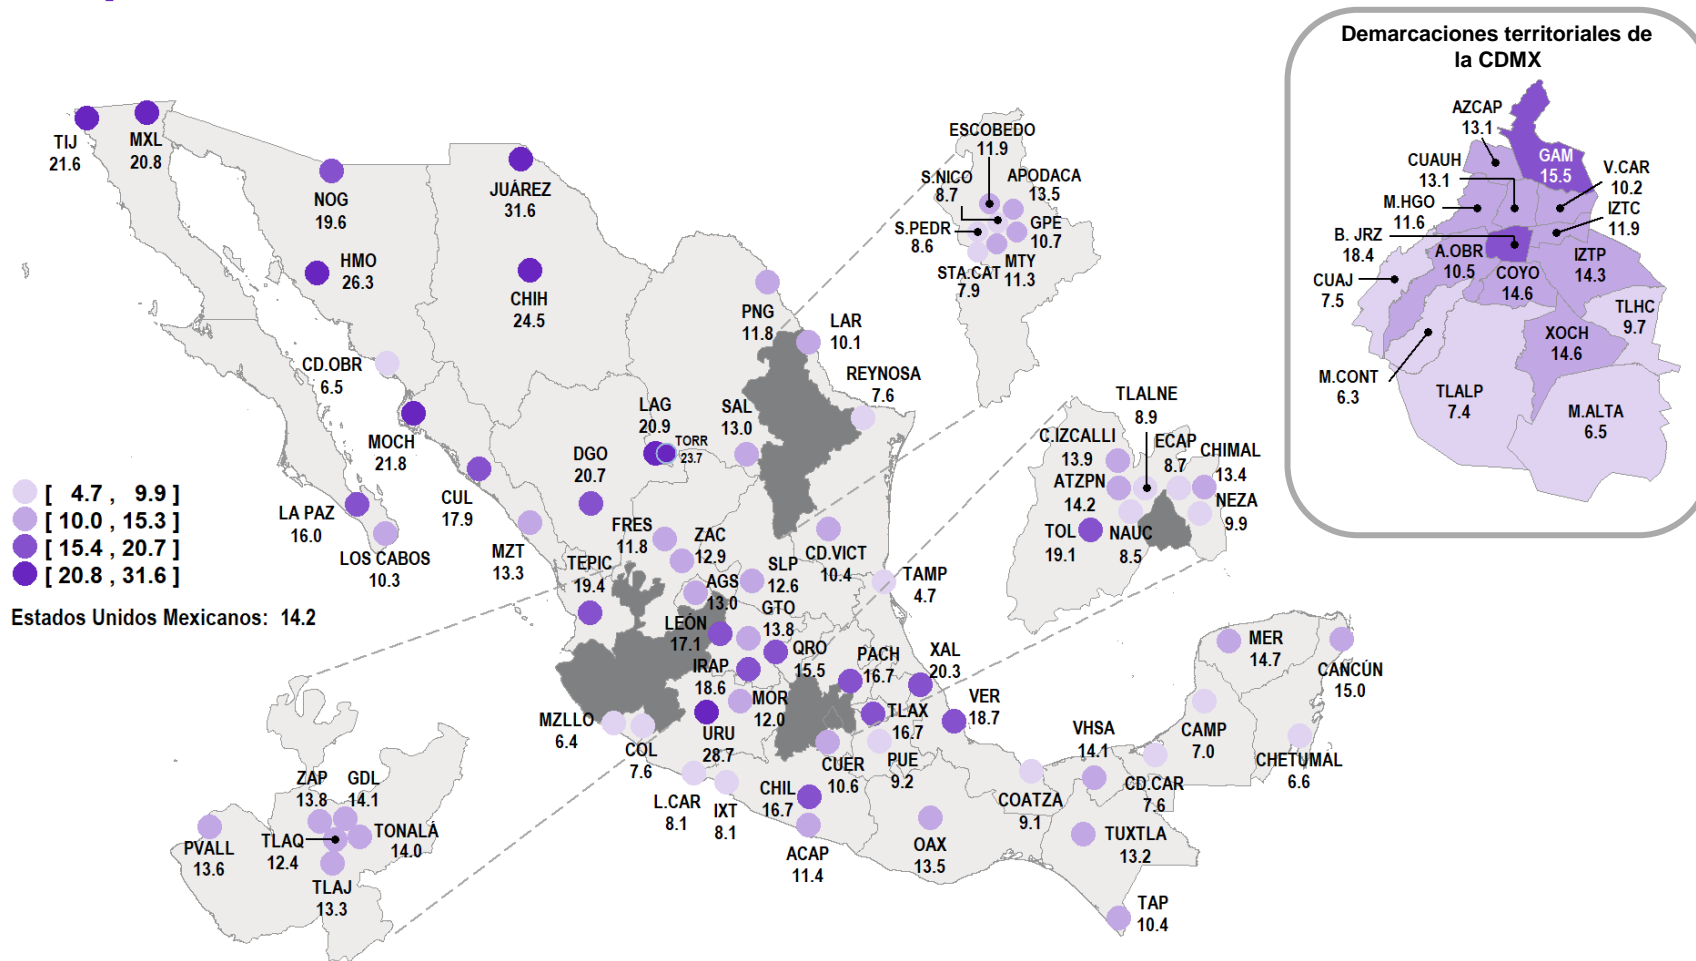 Demarcaciones territoriales de
la CDMX
AZCAP
13.1
CUAUH
13.1
GAM
15.5
V.CAR
10.2
M.HGO
11.6
IZTC
11.9
B. JRZ
18.4
A.OBR
10.5
IZTP
14.3
COYO
14.6
CUAJ
7.5
TLHC
9.7
XOCH
14.6
M.CONT
6.3
TLALP
7.4
M.ALTA
6.5
TIJ
21.6
MXL
20.8
NOG
19.6
JUÁREZ
31.6
HMO
26.3
CHIH
24.5
ESCOBEDO
11.9
S.NICO
8.7
APODACA
13.5
S.PEDR
8.6
GPE
10.7
MTY
11.3
STA.CAT
7.9
PNG
11.8
LAR
10.1
CD.OBR
6.5
REYNOSA
7.6
MOCH
21.8
LAG
20.9
TORR
23.7
SAL
13.0
DGO
20.7
CUL
17.9
TLALNE
8.9
C.IZCALLI
13.9
ECAP
8.7
CHIMAL
13.4
ATZPN
14.2
NEZA
9.9
TOL
19.1
NAUC
8.5
[ 4.7 , 9.9 ]
[ 10.0 , 15.3 ]
[ 15.4 , 20.7 ]
[ 20.8 , 31.6 ]
Estados Unidos Mexicanos: 14.2
LA PAZ
16.0
LOS CABOS
10.3
MZT
13.3
FRES
11.8
ZAC
12.9
CD.VICT
10.4
TEPIC
19.4
AGS
13.0
SLP
12.6
TAMP
4.7
LEÓN
17.1
GTO
13.8
QRO
15.5
PACH
16.7
XAL
20.3
IRAP
18.6
MOR
12.0
TLAX
16.7
VER
18.7
MZLLO
6.4
COL
7.6
URU
28.7
CUER
10.6
PUE
9.2
MER
14.7
CANCÚN
15.0
VHSA
14.1
CAMP
7.0
CHETUMAL
6.6
CD.CAR
7.6
COATZA
9.1
L.CAR
8.1
IXT
8.1
CHIL
16.7
ACAP
11.4
OAX
13.5
TUXTLA
13.2
TAP
10.4
ZAP
13.8
GDL
14.1
PVALL
13.6
TLAQ
12.4
TONALÁ
14.0
TLAJ
13.3